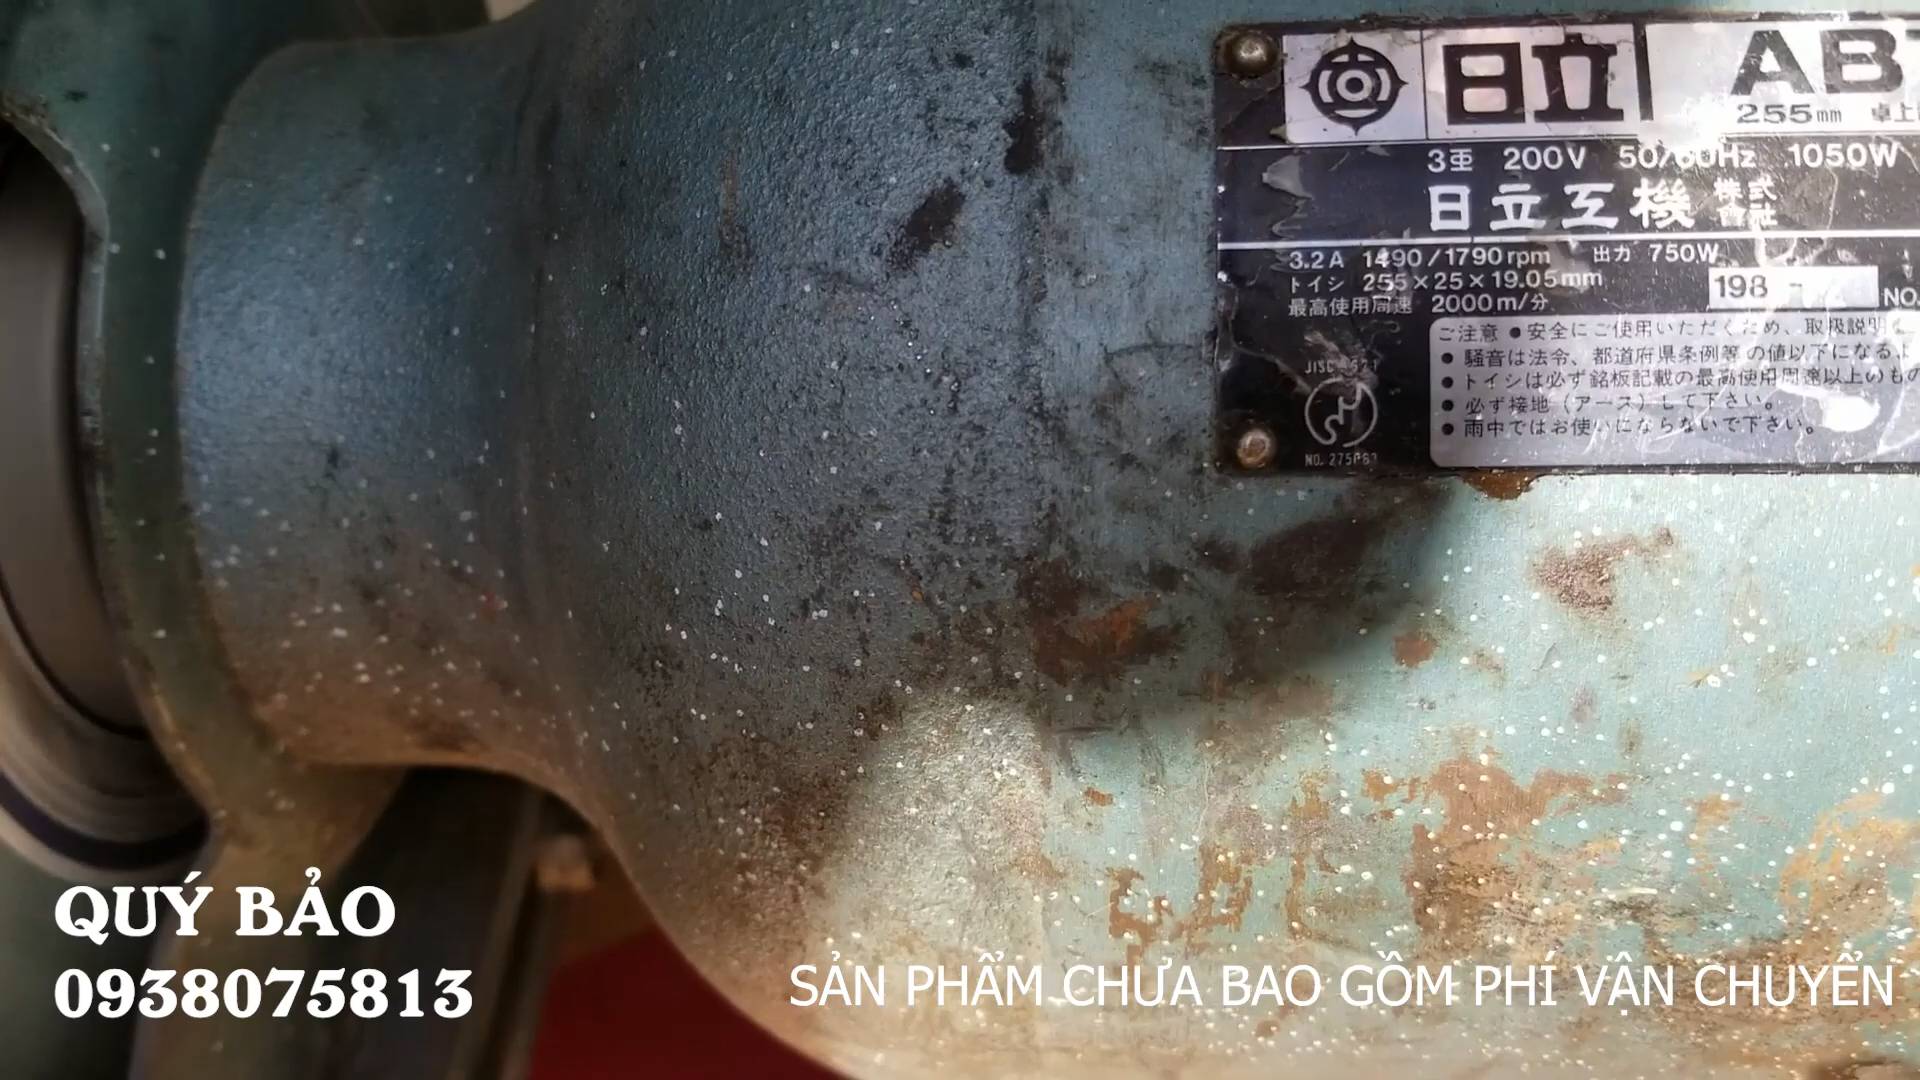 日立 AB
255mm 卓上
3亜 200V 50/60Hz 1050W
日立工機 株式会社
3.2A 1490/1790rpm 出力 750W
トイシ 255×25×19.05mm
最高使用周速 2000m/分
198 NO.
ご注意 ●安全にご使用いただくため、取扱説明
● 騒音は法令、都道府県条例等の値以下になるよ
● トイシは必ず銘板記載の最高使用周速以上のもの
● 必ず接地（アース）して下さい。
● 雨中ではお使いにならないで下さい。
QUÝ BẢO
0938075813
SẢN PHẨM CHƯA BAO GỒM PHÍ VẬN CHUYỂN